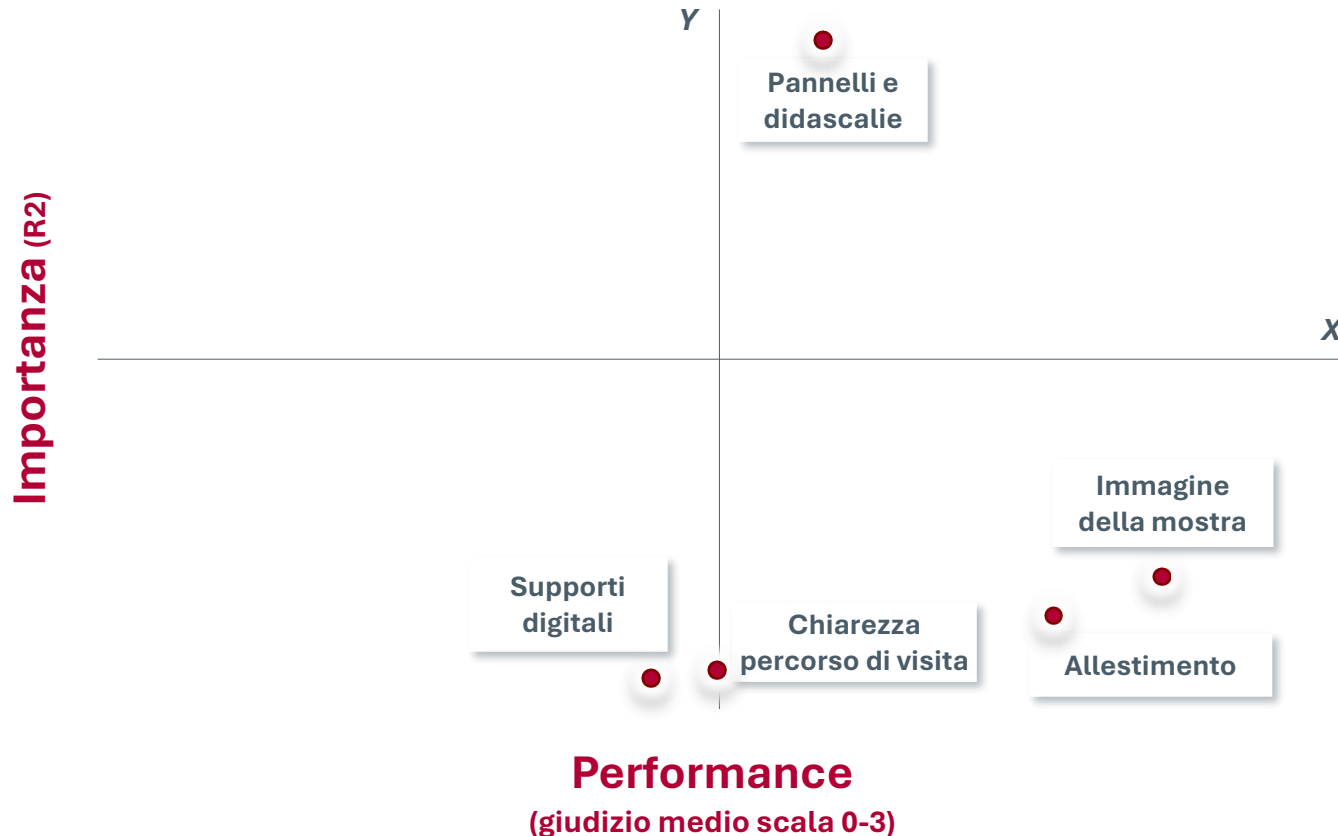 Y
Pannelli e
didascalie
Importanza (R2)
X
Immagine
della mostra
Supporti
digitali
Chiarezza
percorso di visita
Allestimento
Performance
(giudizio medio scala 0-3)